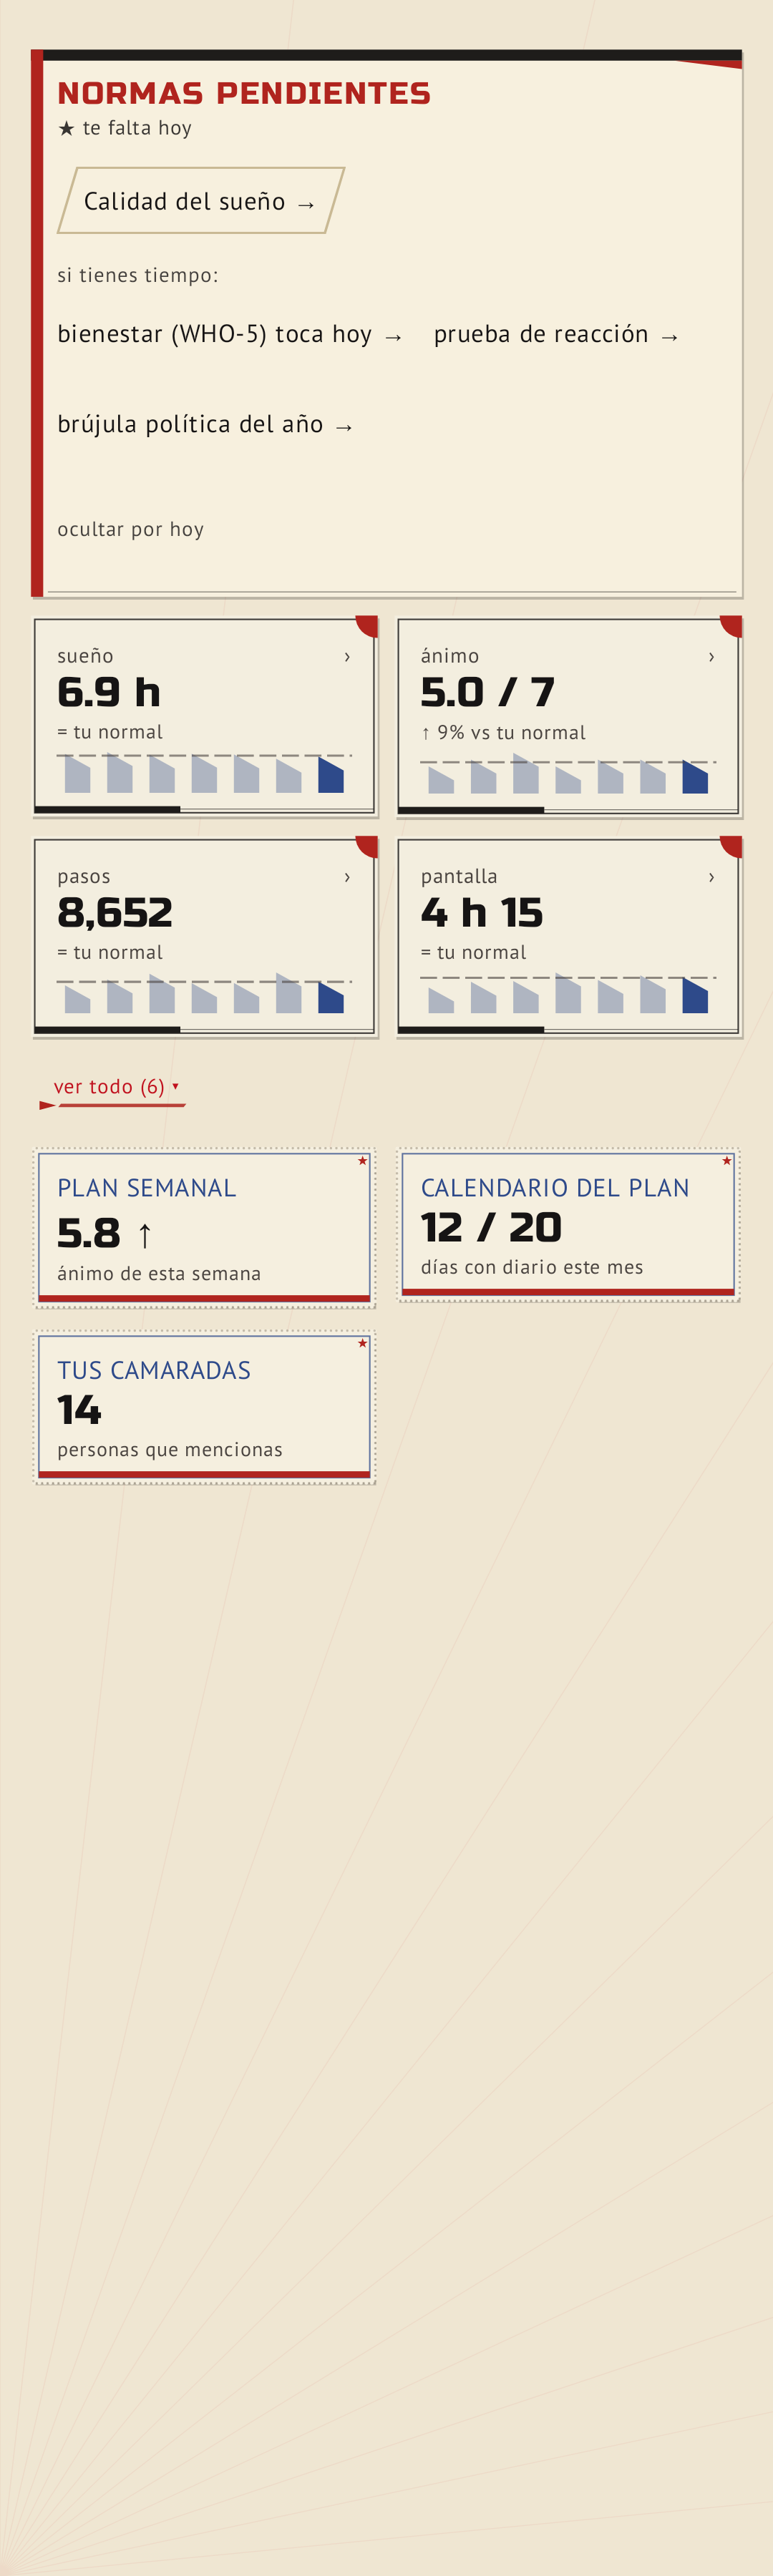 NORMAS PENDIENTES
★ te falta hoy
Calidad del sueño →
si tienes tiempo:
bienestar (WHO-5) toca hoy → prueba de reacción →
brújula política del año →
ocultar por hoy
sueño ›
6.9 h
= tu normal
ánimo ›
5.0 / 7
↑ 9% vs tu normal
pasos ›
8,652
= tu normal
pantalla ›
4 h 15
= tu normal
ver todo (6) ▾
PLAN SEMANAL
5.8 ↑
ánimo de esta semana
CALENDARIO DEL PLAN
12 / 20
días con diario este mes
TUS CAMARADAS
14
personas que mencionas